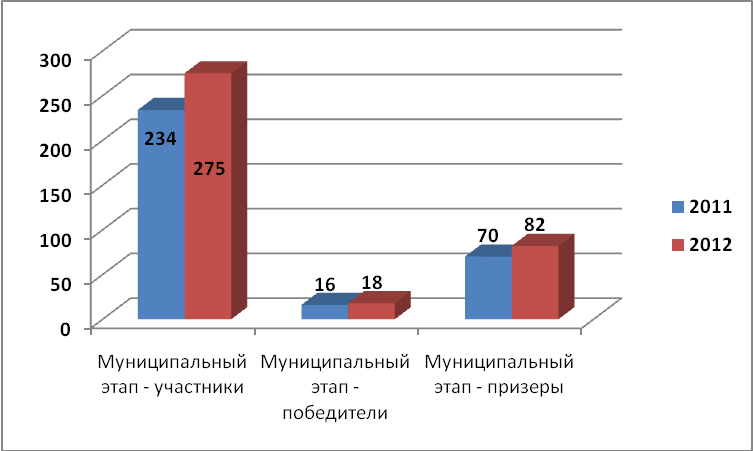 300
250
200
150
100
50
0
234
275
16
18
70
82
Муниципальный
этап - участники
Муниципальный
этап -
победители
Муниципальный
этап - призеры
2011
2012